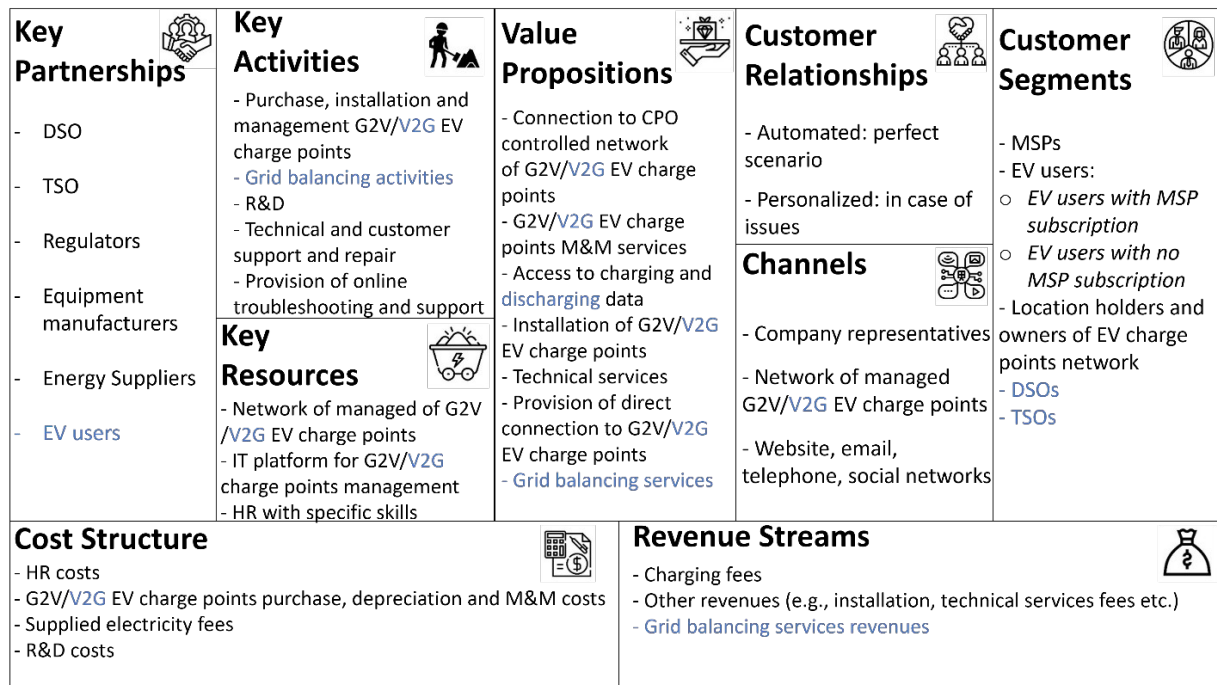 Key
Partnerships
- DSO
- TSO
- Regulators
- Equipment
manufacturers
- Energy Suppliers
- EV users
Key
Activities
- Purchase, installation and
management G2V/V2G EV
charge points
- Grid balancing activities
- R&D
- Technical and customer
support and repair
- Provision of online
troubleshooting and support
Key
Resources
- Network of managed of G2V
/V2G EV charge points
- IT platform for G2V/V2G
charge points management
- HR with specific skills
Value
Propositions
- Connection to CPO
controlled network
of G2V/V2G EV charge
points
- G2V/V2G EV charge
points M&M services
- Access to charging and
discharging data
- Installation of G2V/V2G
EV charge points
- Technical services
- Provision of direct
connection to G2V/V2G
EV charge points
- Grid balancing services
Customer
Relationships
- Automated: perfect
scenario
- Personalized: in case of
issues
Channels
- Company representatives
- Network of managed
G2V/V2G EV charge points
- Website, email,
telephone, social networks
Customer
Segments
- MSPs
- EV users:
o EV users with MSP
subscription
o EV users with no
MSP subscription
- Location holders and
owners of EV charge
points network
- DSOs
- TSOs
Cost Structure
- HR costs
- G2V/V2G EV charge points purchase, depreciation and M&M costs
- Supplied electricity fees
- R&D costs
Revenue Streams
- Charging fees
- Other revenues (e.g., installation, technical services fees etc.)
- Grid balancing services revenues